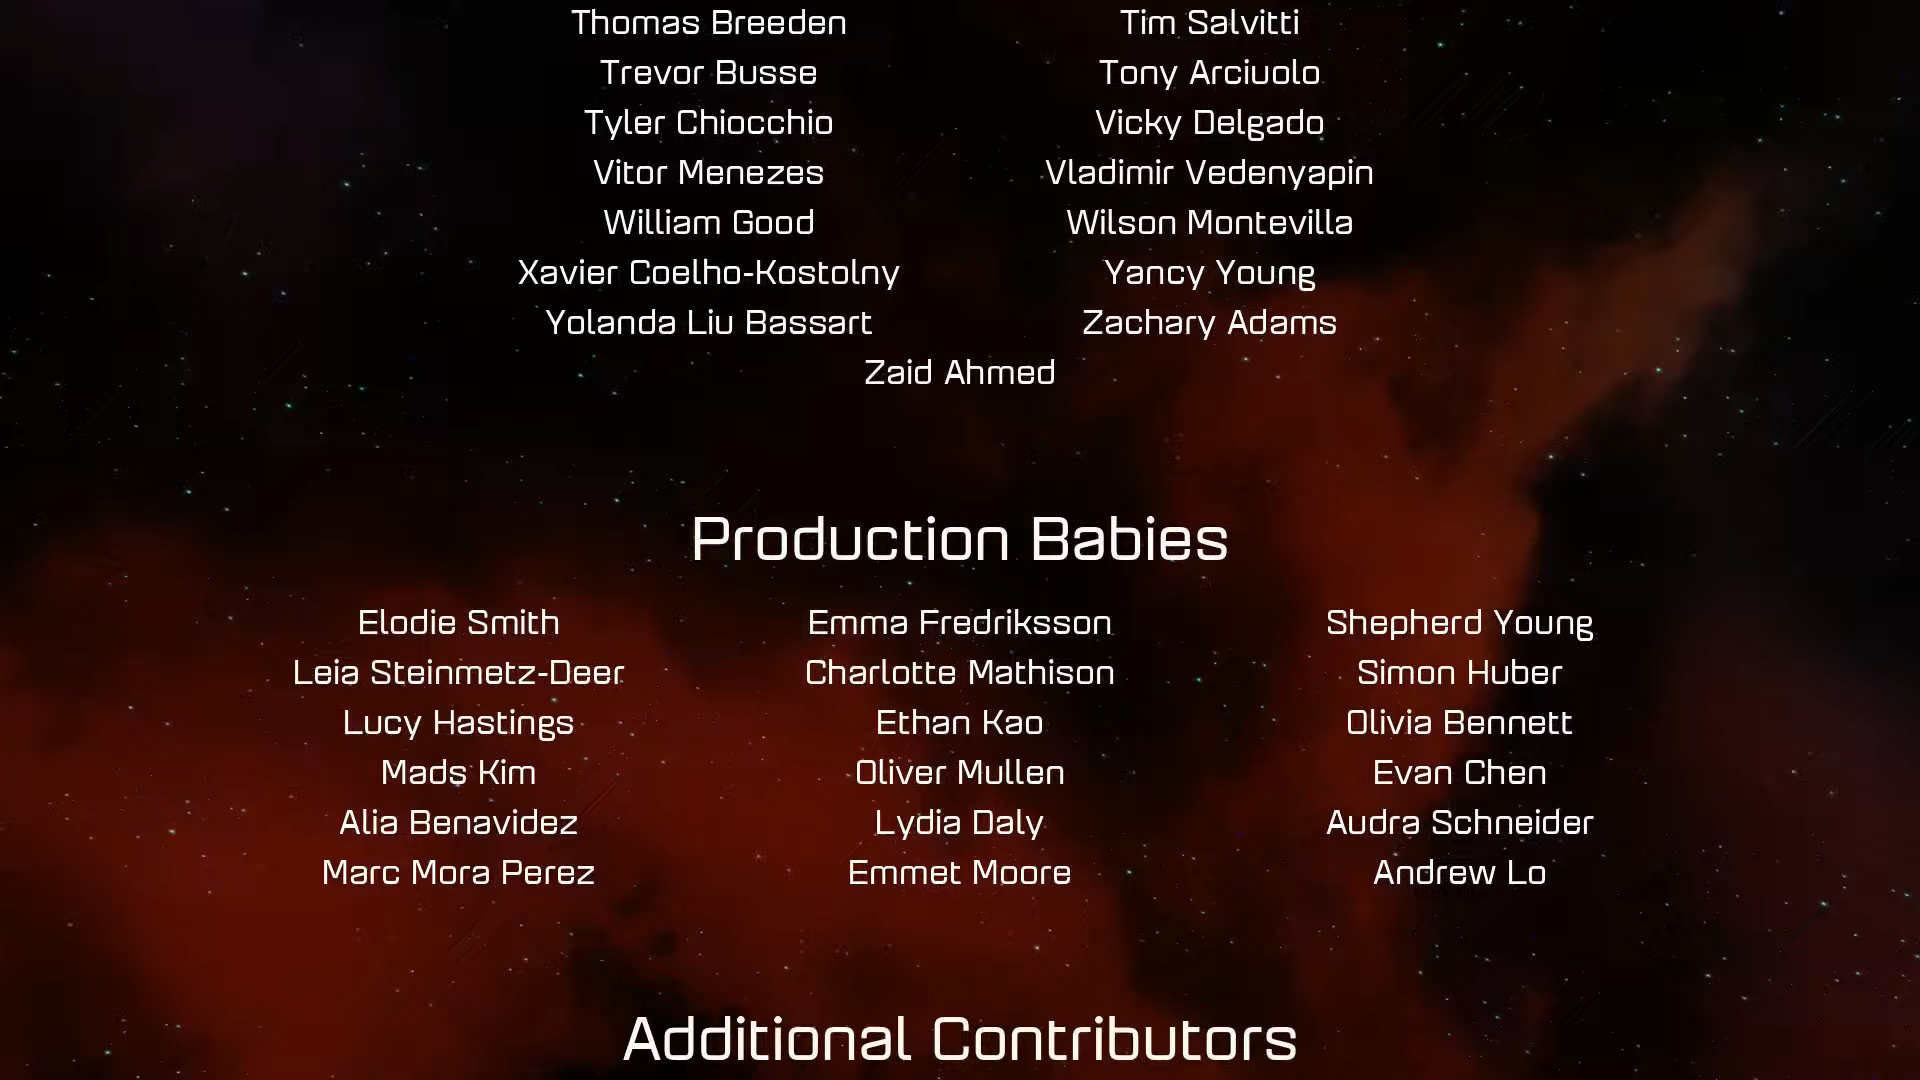 Thomas Breeden Tim Salvitti
Trevor Busse Tony Arciuolo
Tyler Chiocchio Vicky Delgado
Vitor Menezes Vladimir Vedenyapin
William Good Wilson Montevilla
Xavier Coelho-Kostolny Yancy Young
Yolanda Liu Bassart Zachary Adams
Zaid Ahmed
Production Babies
Elodie Smith Emma Fredriksson Shepherd Young
Leia Steinmetz-Deer Charlotte Mathison Simon Huber
Lucy Hastings Ethan Kao Olivia Bennett
Mads Kim Oliver Mullen Evan Chen
Alia Benavidez Lydia Daly Audra Schneider
Marc Mora Perez Emmet Moore Andrew Lo
Additional Contributors